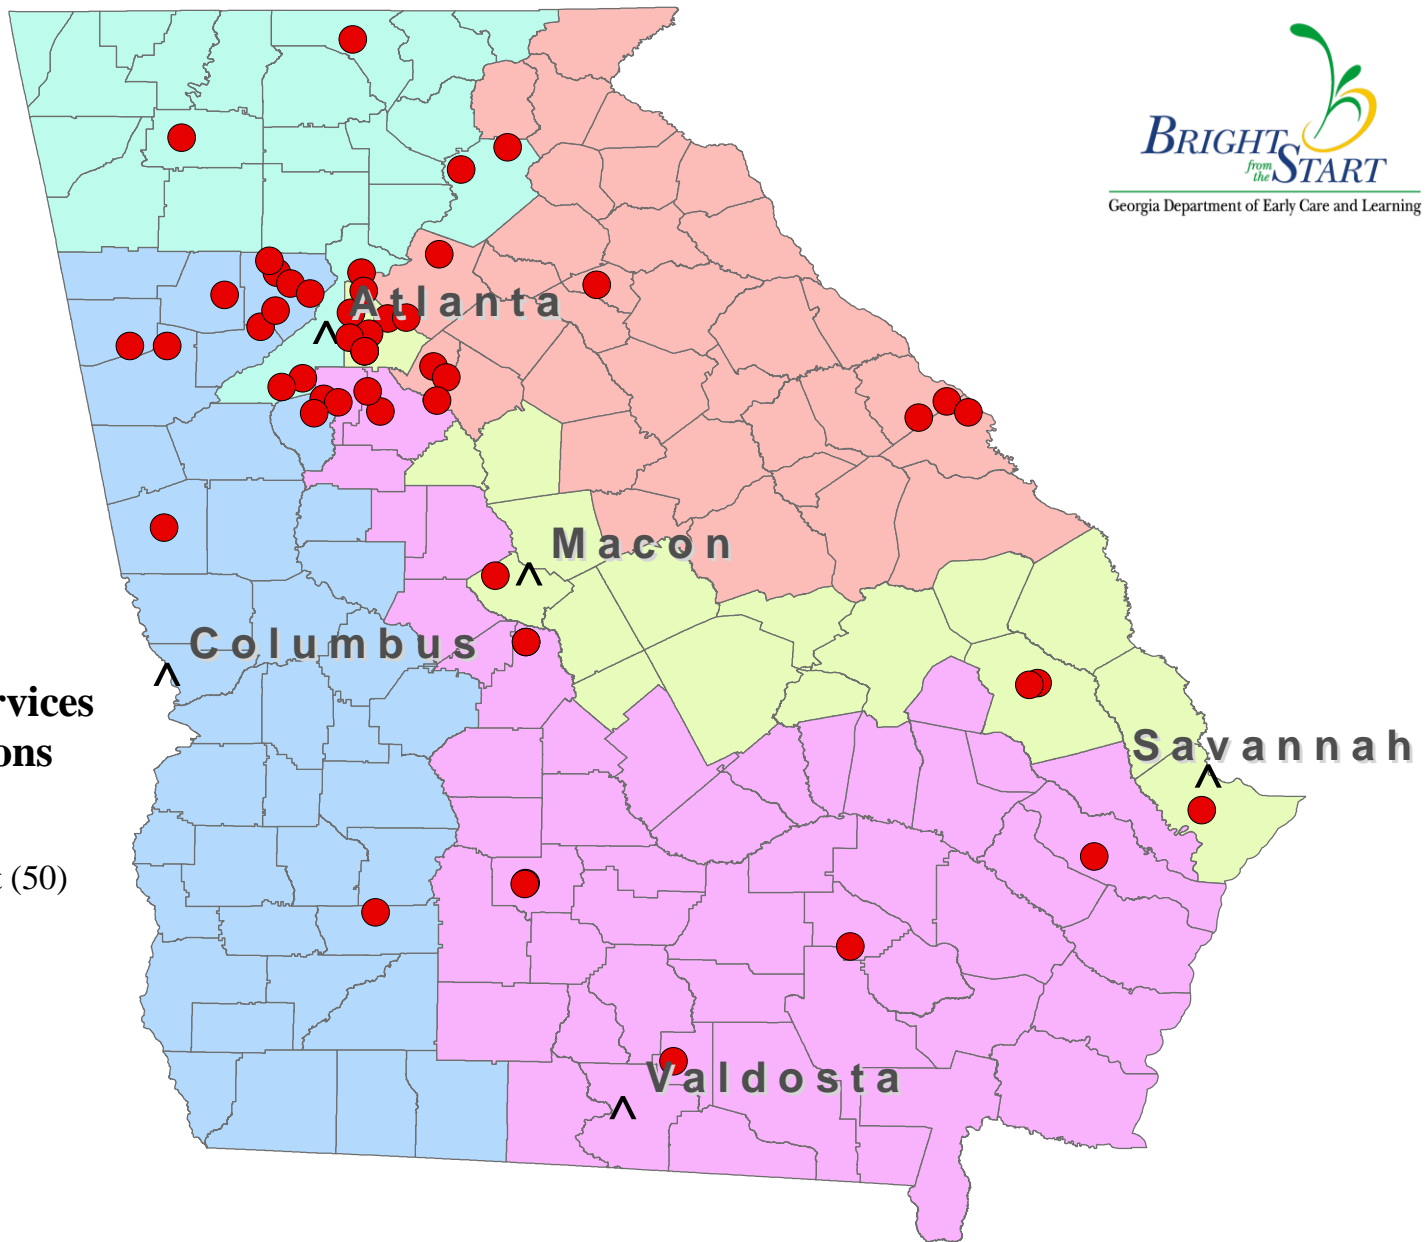 BRIGHT
from
the START
Georgia Department of Early Care and Learning
Atlanta
Macon
Columbus
rvices
ons
Savannah
(50)
Valdosta